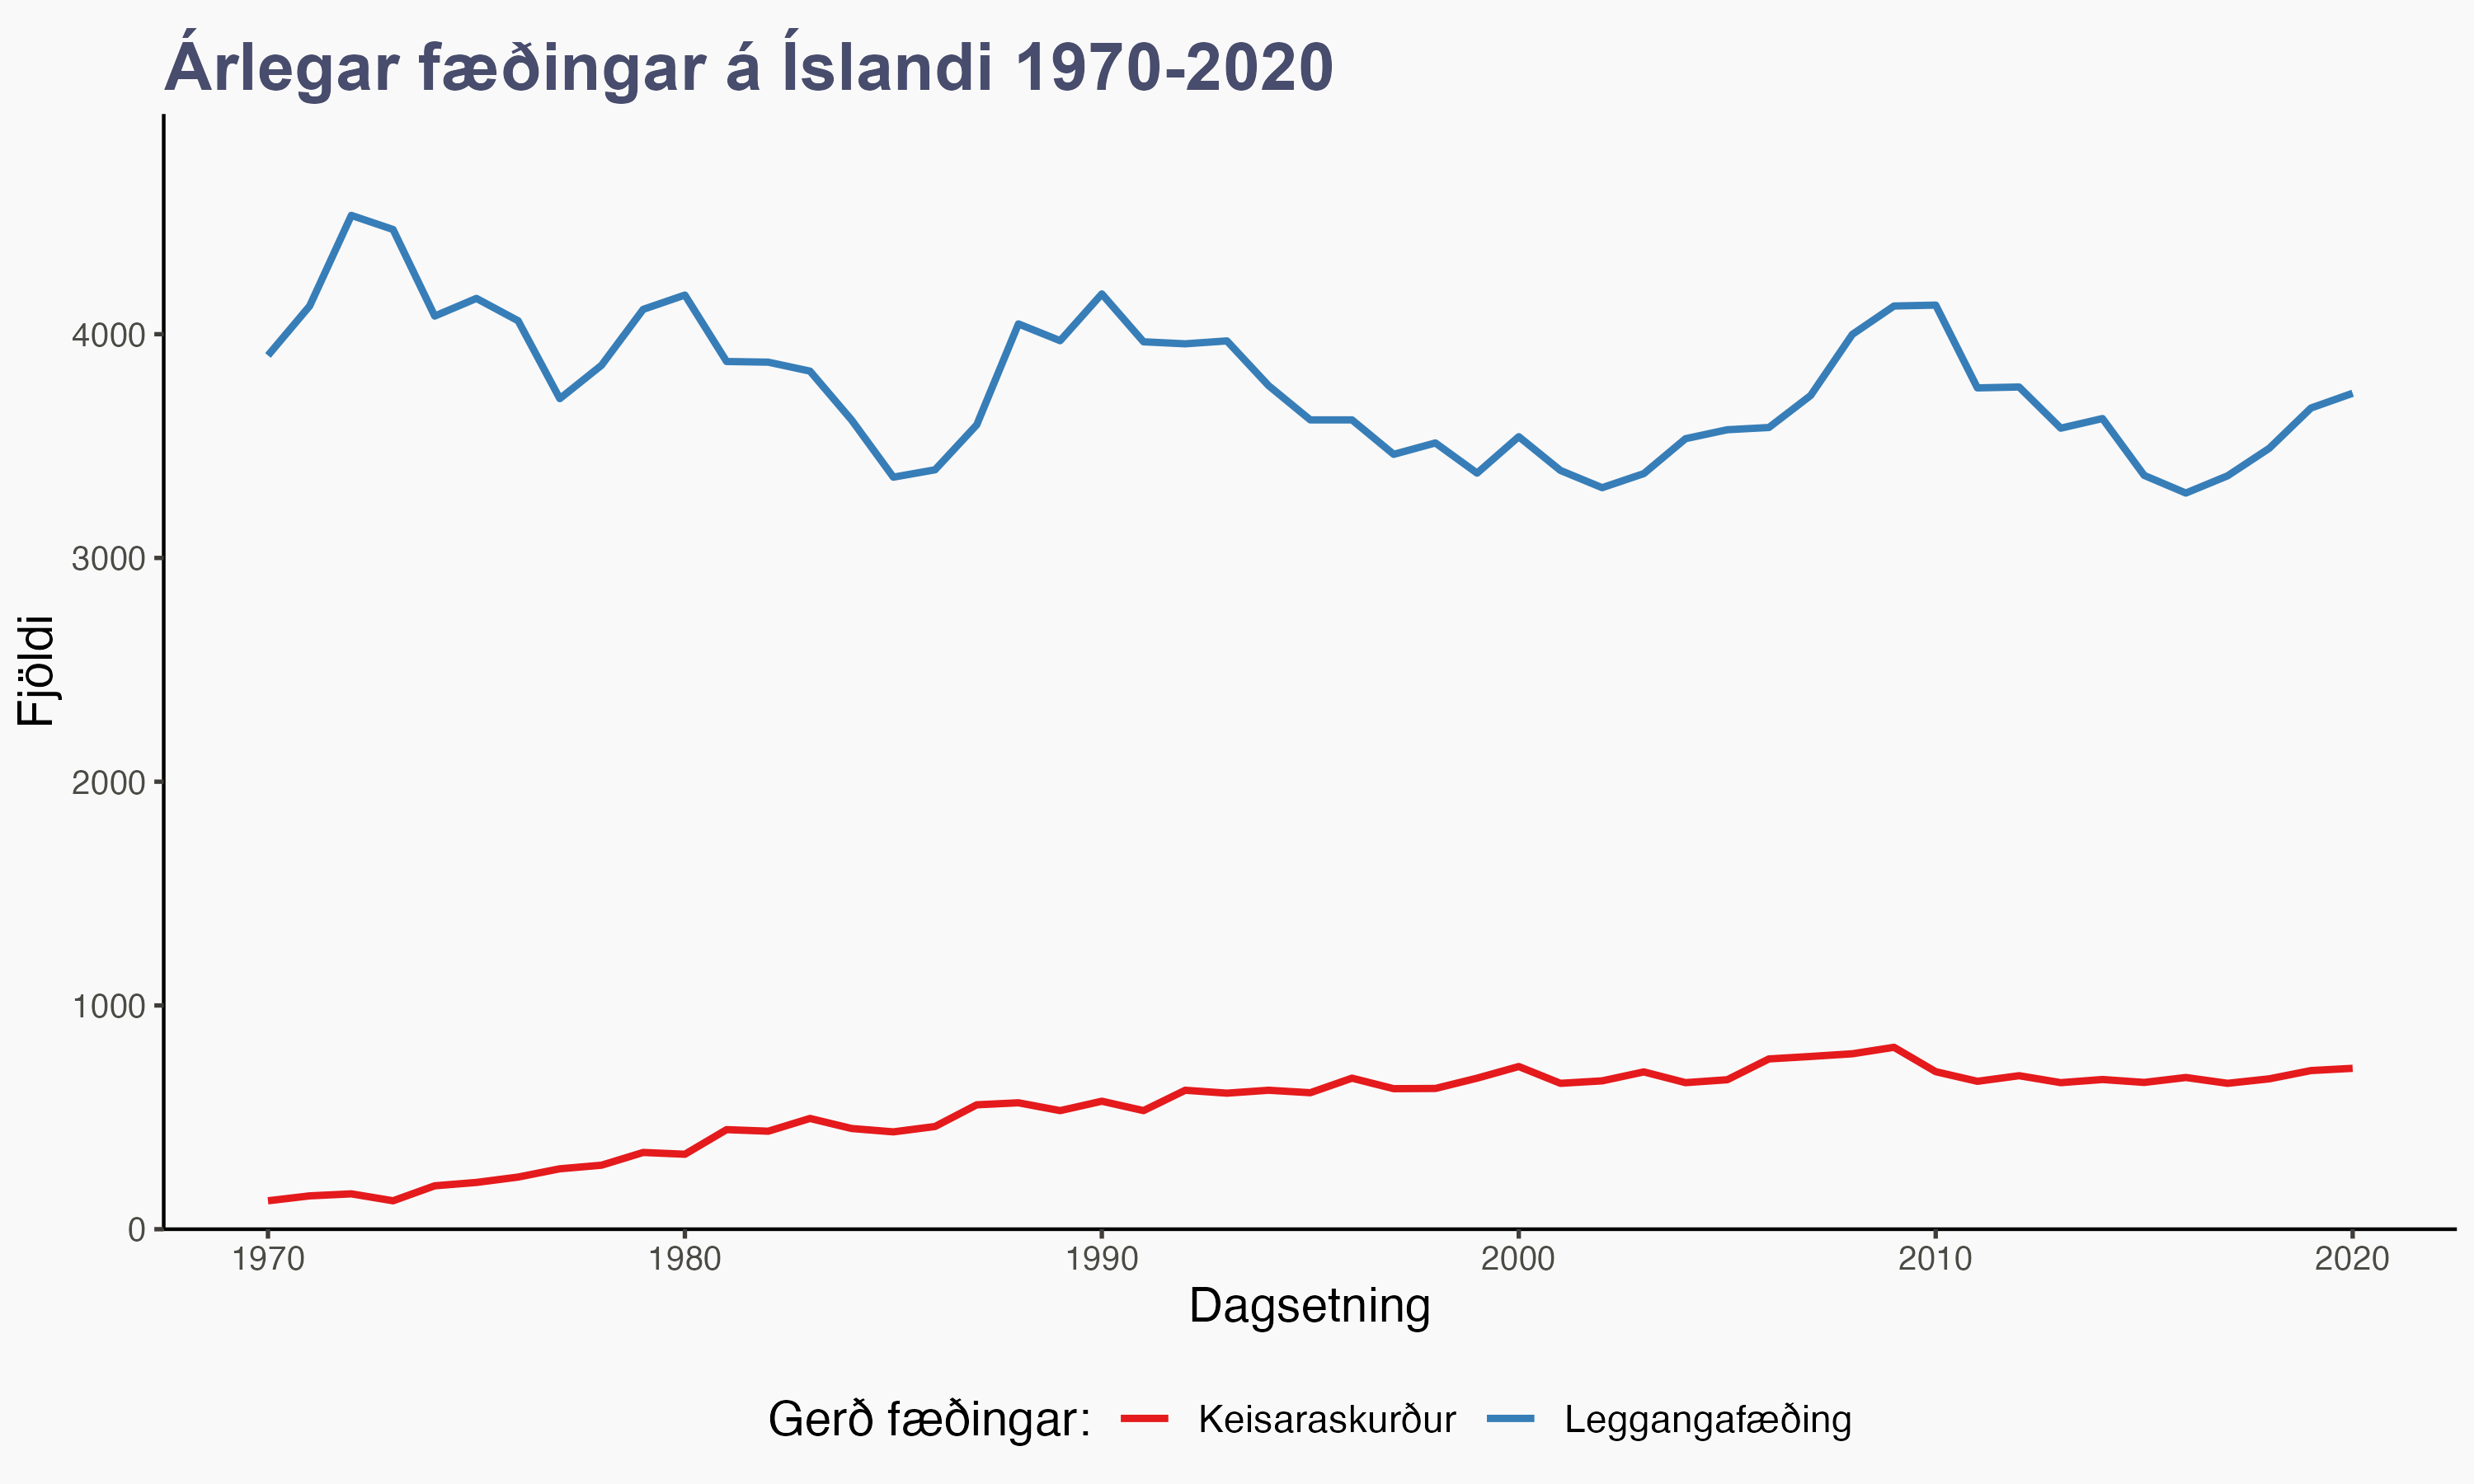 Árlegar fæðingar á Íslandi 1970-2020
Fjöldi
4000
3000
2000
1000
0
1970 1980 1990 2000 2010 2020
Dagsetning
Gerð fæðingar: Keisaraskurður Leggangafæðing